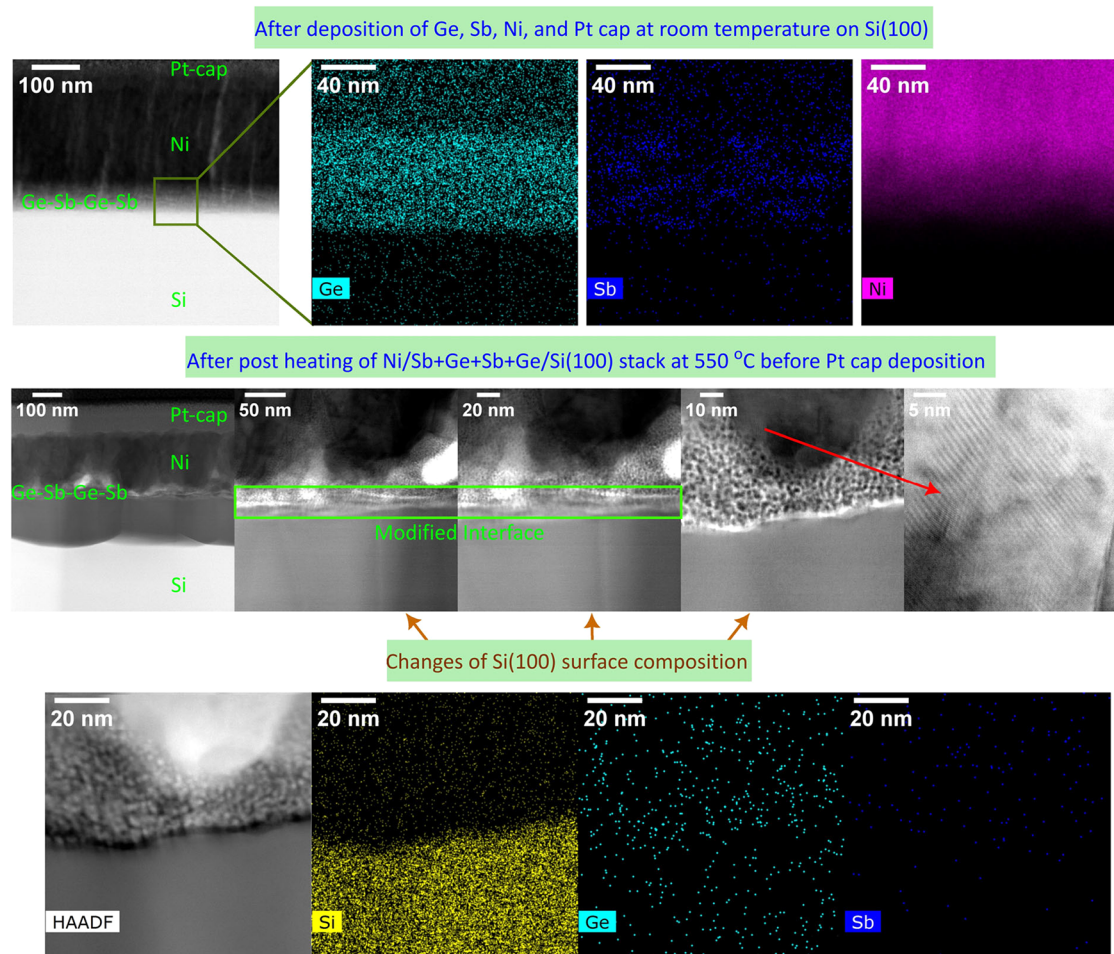 After deposition of Ge, Sb, Ni, and Pt cap at room temperature on Si(100)
Pt-cap
100 nm
Ni
Ge-Sb-Ge-Sb
Si
40 nm
Ge
40 nm
Sb
40 nm
Ni
After post heating of Ni/Sb+Ge+Sb+Ge/Si(100) stack at 550 °C before Pt cap deposition
100 nm
Pt-cap
Ni
Ge-Sb-Ge-Sb
Si
50 nm
20 nm
Modified Interface
10 nm
5 nm
Changes of Si(100) surface composition
20 nm
HAADF
20 nm
Si
20 nm
Ge
20 nm
Sb